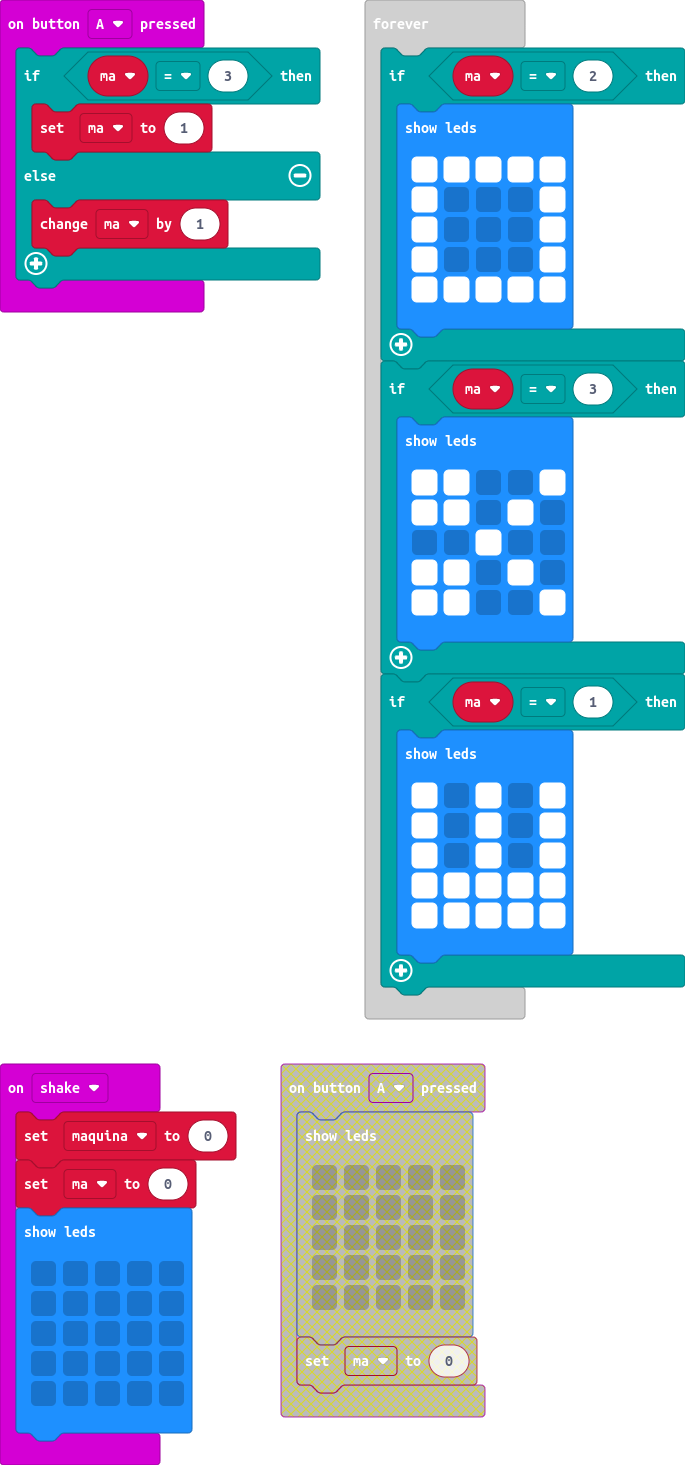 on button A pressed
if ma = 3 then
set ma to 1
else
change ma by 1
forever
if ma = 2 then
show leds
if ma = 3 then
show leds
if ma = 1 then
show leds
on shake
set maquina to 0
set ma to 0
show leds
on button A pressed
show leds
set ma to 0